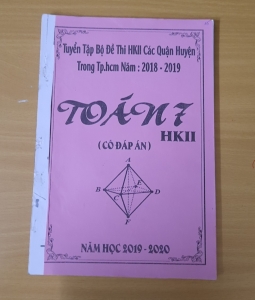 Tuyển Tập Bộ Đề Thi HKII Các Quận Huyện
Trong Tp.hcm Năm : 2018 - 2019
TOÁN 7
HKII
(CÓ ĐÁP ÁN)
A
E
B
D
C
F
NĂM HỌC 2019 - 2020